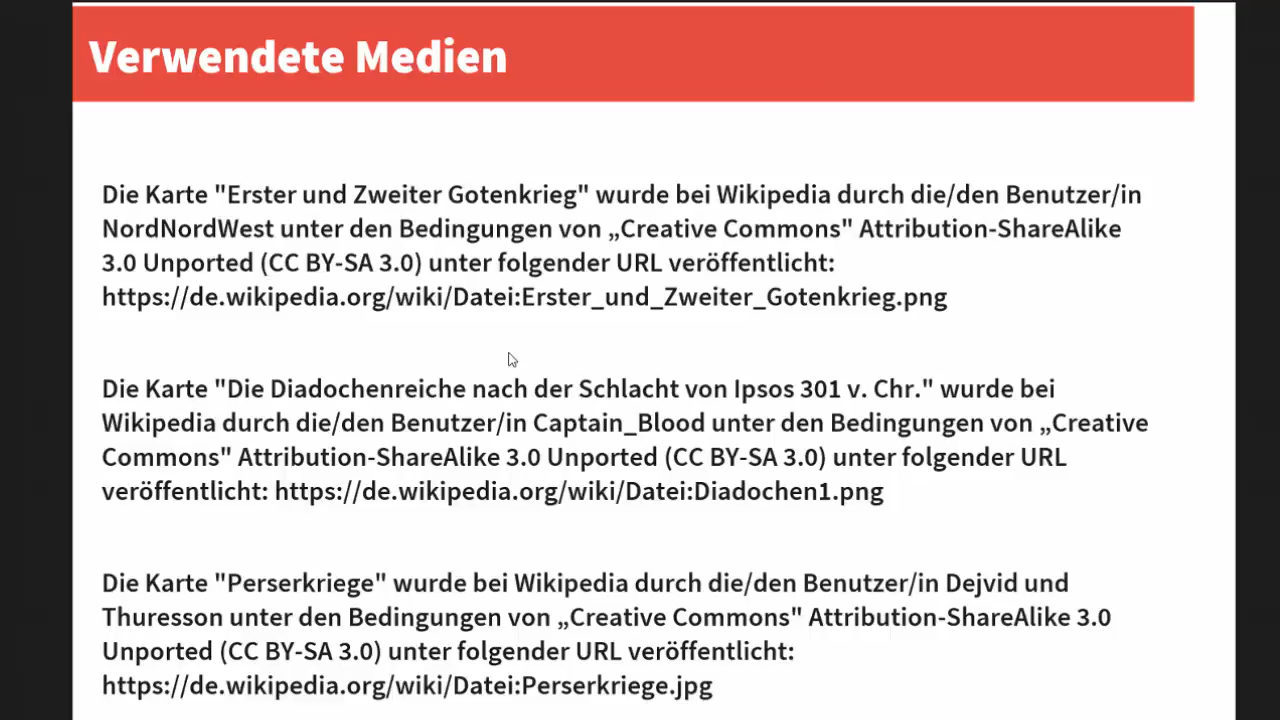 Verwendete Medien
Die Karte "Erster und Zweiter Gotenkrieg" wurde bei Wikipedia durch die/den Benutzer/in
NordNordWest unter den Bedingungen von „Creative Commons" Attribution-ShareAlike
3.0 Unported (CC BY-SA 3.0) unter folgender URL veröffentlicht:
https://de.wikipedia.org/wiki/Datei:Erster_und_Zweiter_Gotenkrieg.png
Die Karte "Die Diadochenreiche nach der Schlacht von Ipsos 301 v. Chr." wurde bei
Wikipedia durch die/den Benutzer/in Captain_Blood unter den Bedingungen von „Creative
Commons" Attribution-ShareAlike 3.0 Unported (CC BY-SA 3.0) unter folgender URL
veröffentlicht: https://de.wikipedia.org/wiki/Datei:Diadochen1.png
Die Karte "Perserkriege" wurde bei Wikipedia durch die/den Benutzer/in Dejvid und
Thuresson unter den Bedingungen von „Creative Commons" Attribution-ShareAlike 3.0
Unported (CC BY-SA 3.0) unter folgender URL veröffentlicht:
https://de.wikipedia.org/wiki/Datei:Perserkriege.jpg